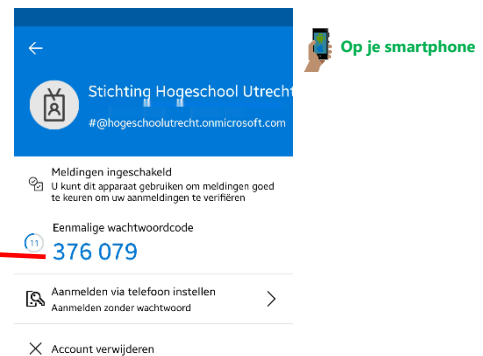 Op je smartphone
Stichting Hogeschool Utrecht
#@hogeschoolutrecht.onmicrosoft.com
Meldingen ingeschakeld
U kunt dit apparaat gebruiken om meldingen goed
te keuren om uw aanmeldingen te verifiëren
Eenmalige wachtwoordcode
11
376 079
Aanmelden via telefoon instellen
Aanmelden zonder wachtwoord
Account verwijderen